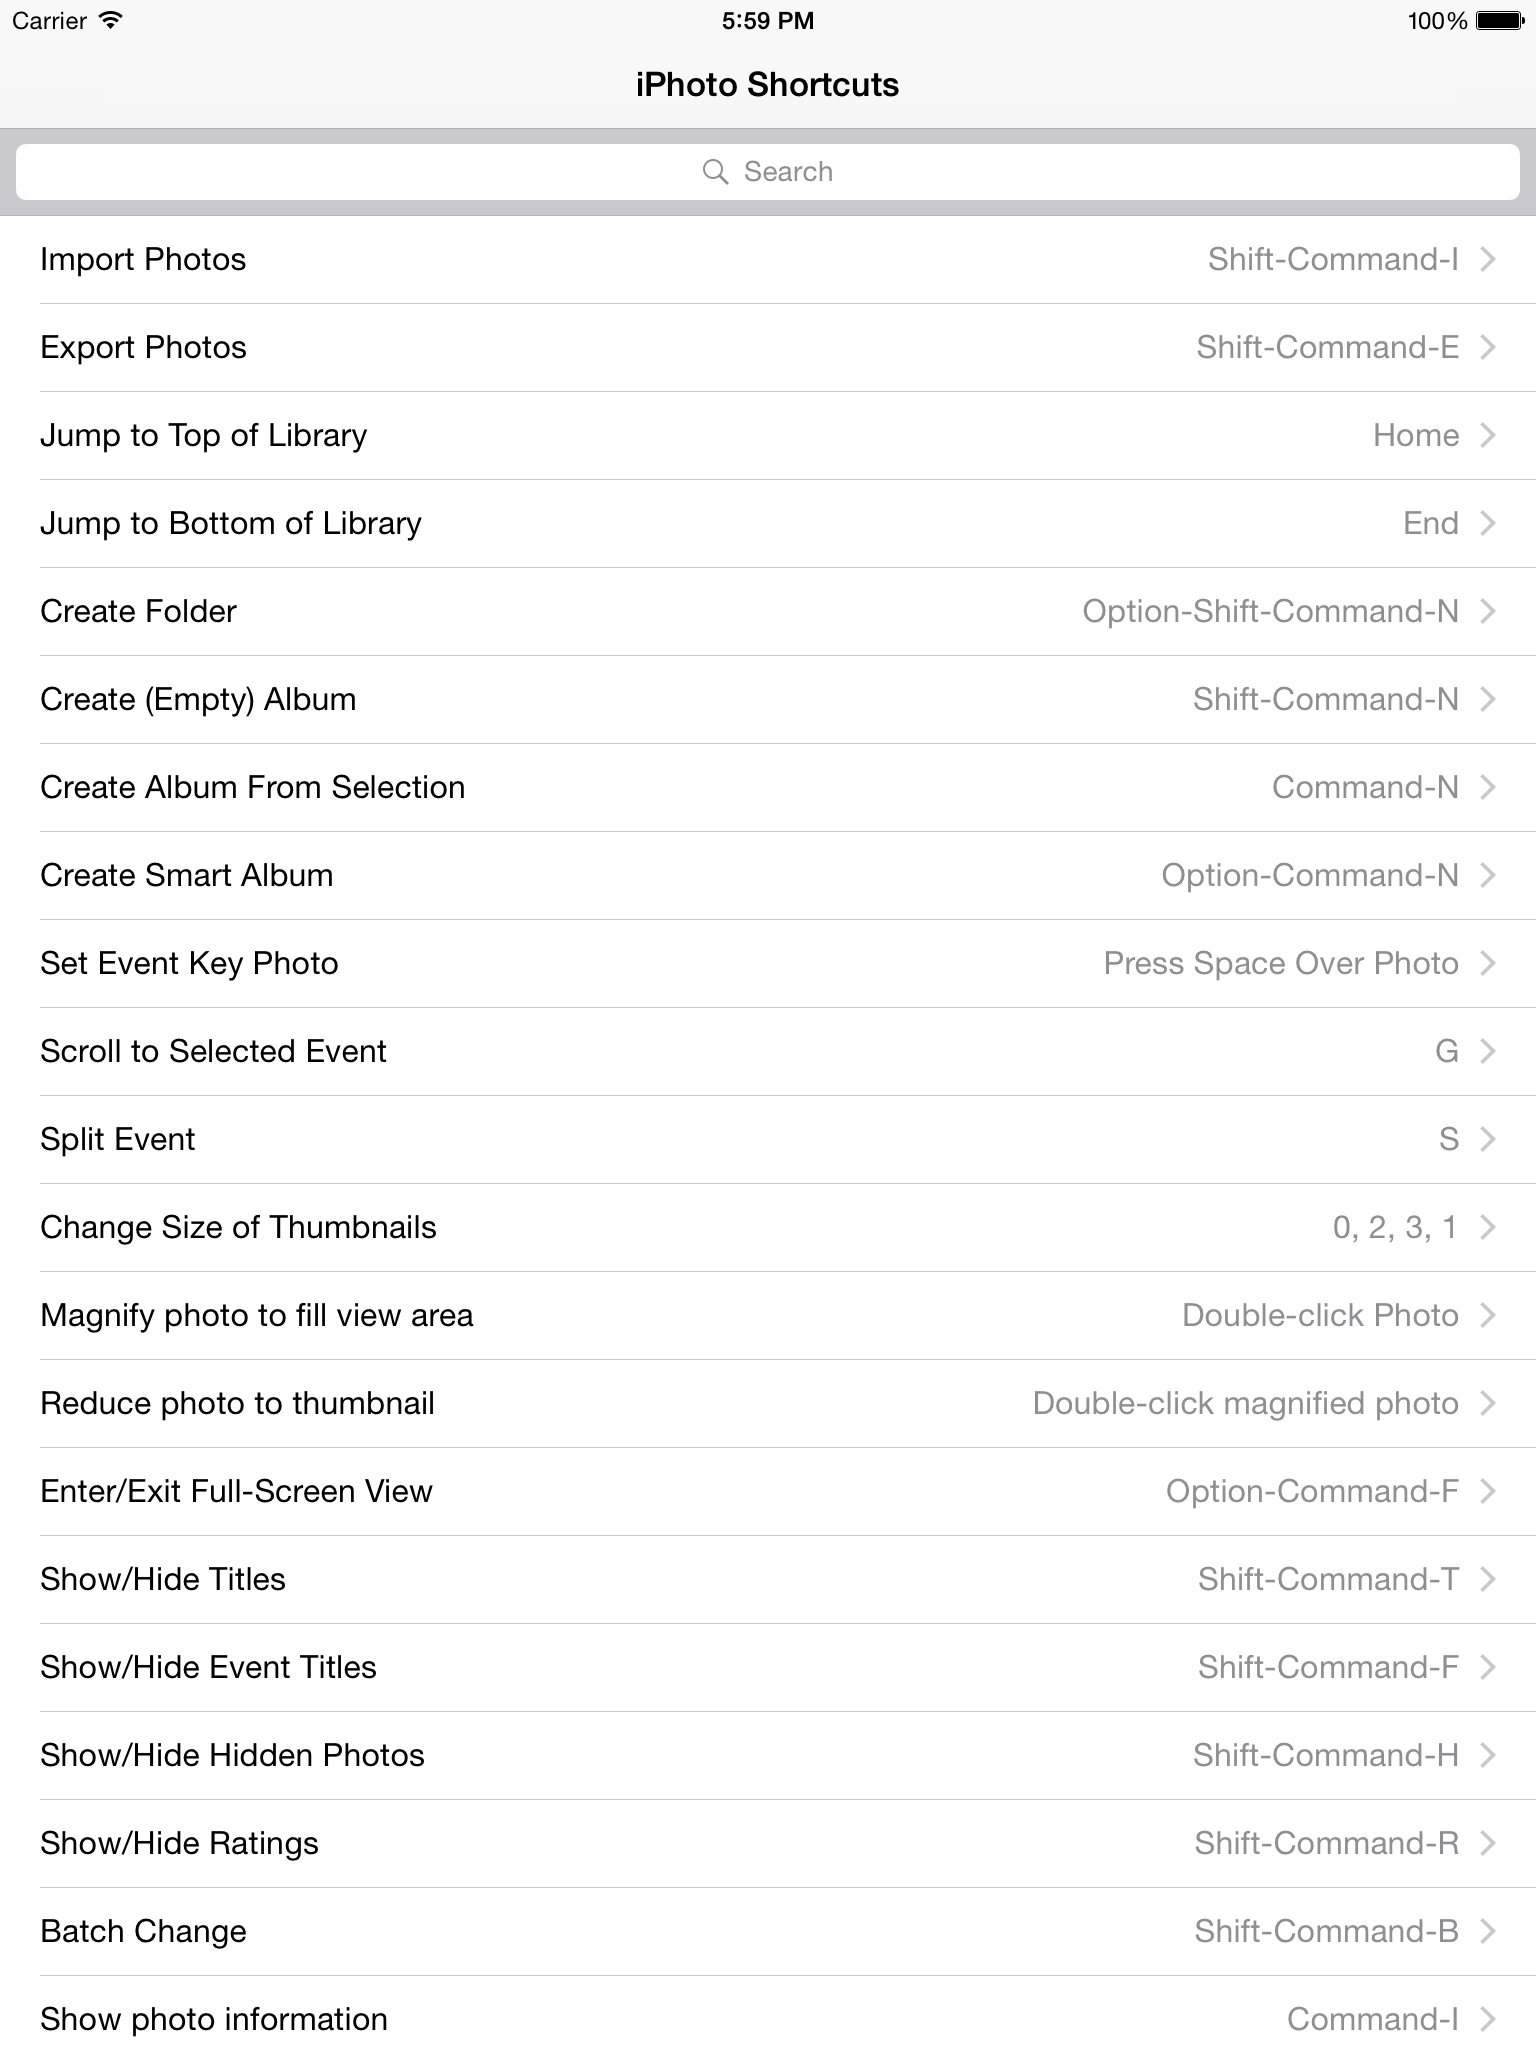 Carrier 5:59 PM 100%
iPhoto Shortcuts
Search
Import Photos Shift-Command-I
Export Photos Shift-Command-E
Jump to Top of Library Home
Jump to Bottom of Library End
Create Folder Option-Shift-Command-N
Create (Empty) Album Shift-Command-N
Create Album From Selection Command-N
Create Smart Album Option-Command-N
Set Event Key Photo Press Space Over Photo
Scroll to Selected Event G
Split Event S
Change Size of Thumbnails 0, 2, 3, 1
Magnify photo to fill view area Double-click Photo
Reduce photo to thumbnail Double-click magnified photo
Enter/Exit Full-Screen View Option-Command-F
Show/Hide Titles Shift-Command-T
Show/Hide Event Titles Shift-Command-F
Show/Hide Hidden Photos Shift-Command-H
Show/Hide Ratings Shift-Command-R
Batch Change Shift-Command-B
Show photo information Command-I